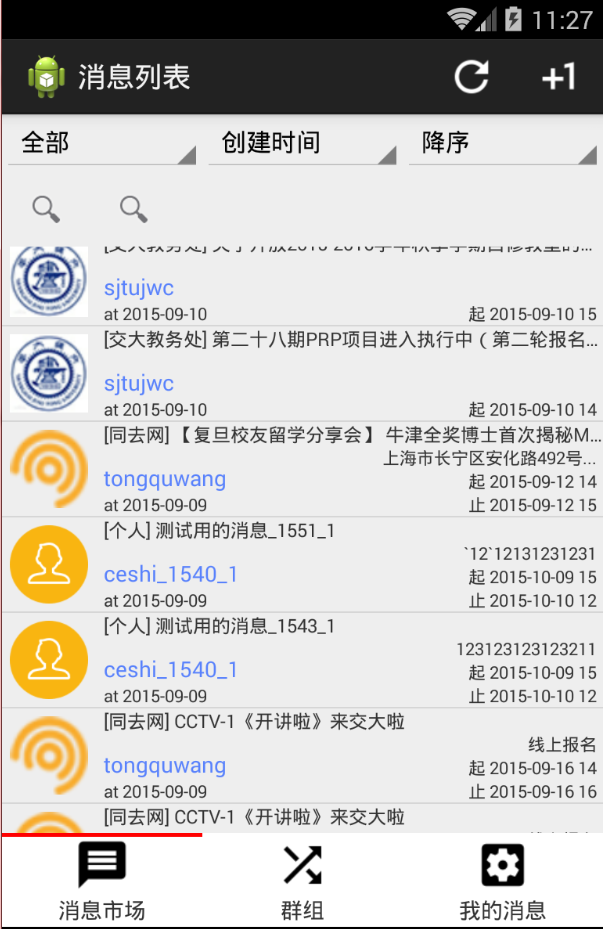 11:27
消息列表
+1
全部
创建时间
降序
sjtujwc
at 2015-09-10
起 2015-09-10 15
[交大教务处] 第二十八期PRP项目进入执行中（第二轮报名...
sjtujwc
at 2015-09-10
起 2015-09-10 14
[同去网] 【复旦校友留学分享会】 牛津全奖博士首次揭秘M...
上海市长宁区安化路492号...
tongquwang
起 2015-09-12 14
at 2015-09-09
止 2015-09-12 15
[个人] 测试用的消息_1551_1
`12`12131231231
ceshi_1540_1
起 2015-10-09 15
at 2015-09-09
止 2015-10-10 12
[个人] 测试用的消息_1543_1
123123123123211
ceshi_1540_1
起 2015-10-09 15
at 2015-09-09
止 2015-10-10 12
[同去网] CCTV-1《开讲啦》来交大啦
线上报名
tongquwang
起 2015-09-16 14
at 2015-09-09
止 2015-09-16 16
[同去网] CCTV-1《开讲啦》来交大啦
消息市场
群组
我的消息